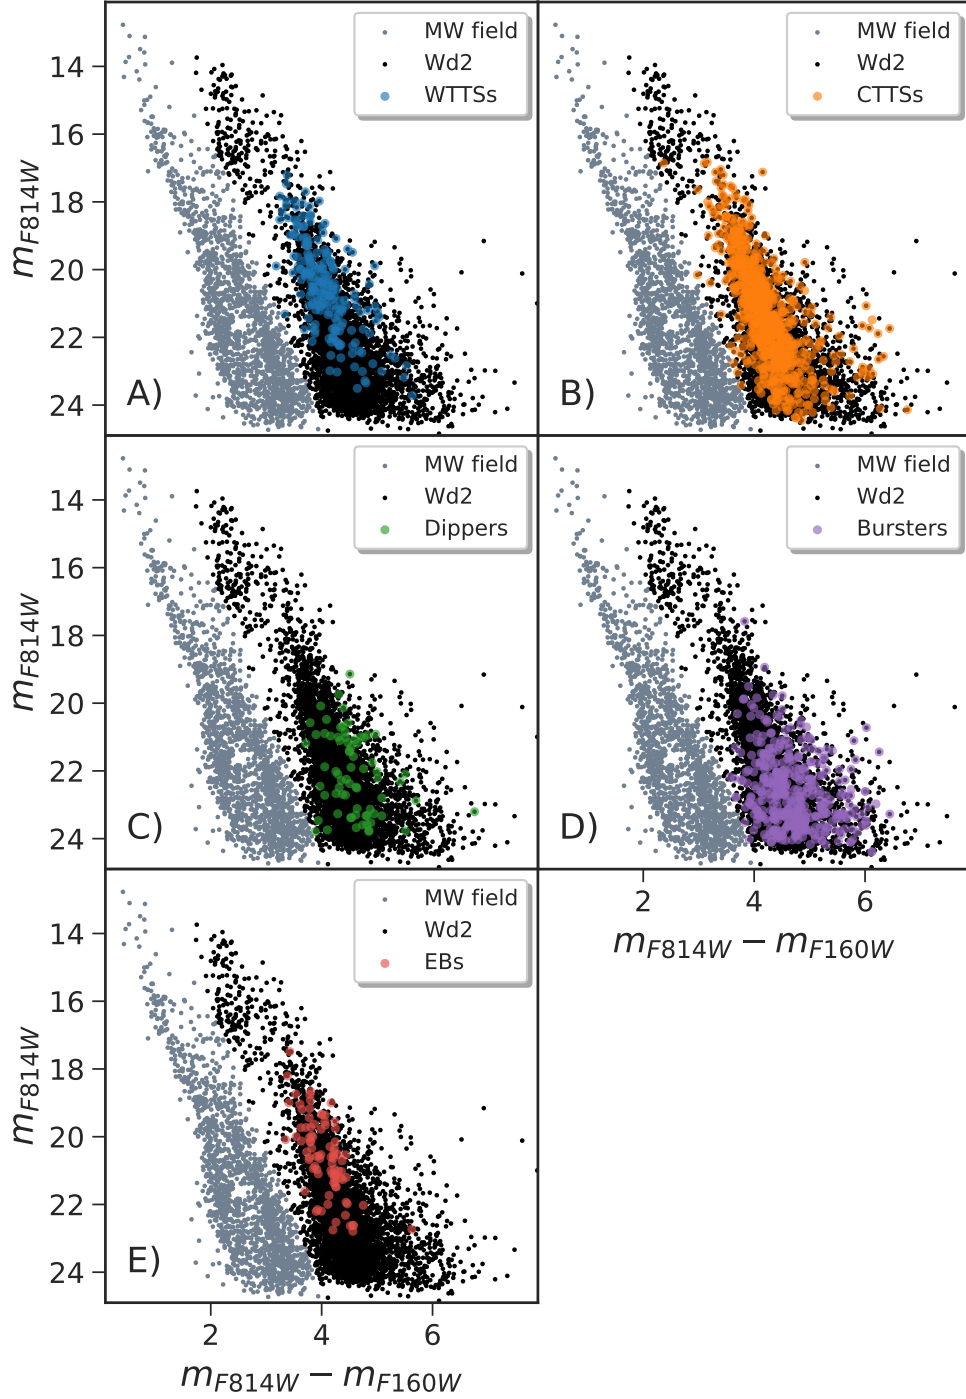 MW field
Wd2
WTTSs
14
16
18
20
22
24
m_F814W
A)
MW field
Wd2
CTTSs
B)
MW field
Wd2
Dippers
14
16
18
20
22
24
m_F814W
C)
MW field
Wd2
Bursters
D)
2 4 6
m_F814W − m_F160W
MW field
Wd2
EBs
14
16
18
20
22
24
m_F814W
E)
2 4 6
m_F814W − m_F160W